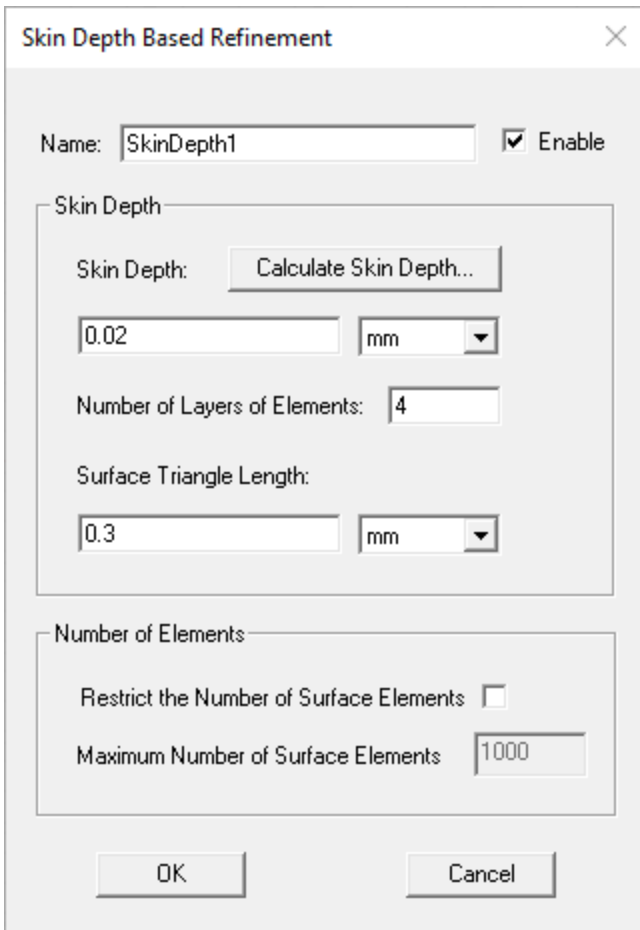 Skin Depth Based Refinement
Name: SkinDepth1 Enable
Skin Depth
Skin Depth: Calculate Skin Depth...
0.02 mm
Number of Layers of Elements: 4
Surface Triangle Length:
0.3 mm
Number of Elements
Restrict the Number of Surface Elements
Maximum Number of Surface Elements 1000
OK Cancel